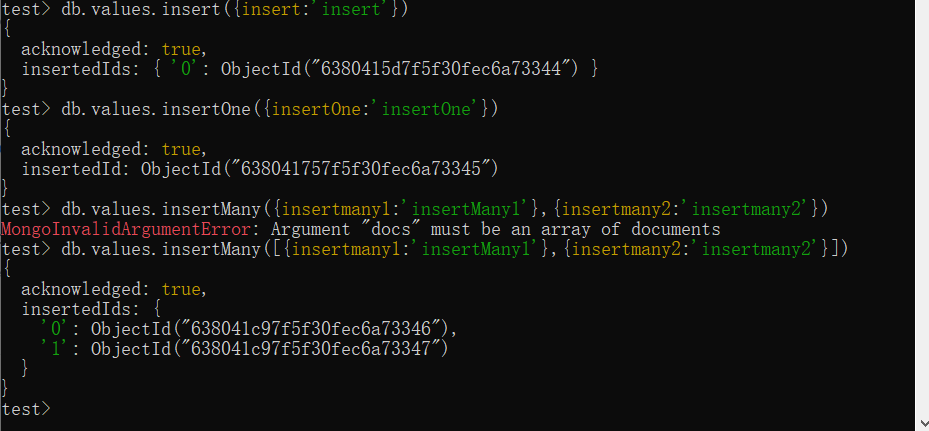 test> db.values.insert({insert:'insert'})
{
  acknowledged: true,
  insertedIds: { '0': ObjectId("6380415d7f5f30fec6a73344") }
}
test> db.values.insertOne({insertOne:'insertOne'})
{
  acknowledged: true,
  insertedId: ObjectId("638041757f5f30fec6a73345")
}
test> db.values.insertMany({insertmany1:'insertMany1'},{insertmany2:'insertmany2'})
MongoInvalidArgumentError: Argument "docs" must be an array of documents
test> db.values.insertMany([{insertmany1:'insertMany1'},{insertmany2:'insertmany2'}])
{
  acknowledged: true,
  insertedIds: {
    '0': ObjectId("638041c97f5f30fec6a73346"),
    '1': ObjectId("638041c97f5f30fec6a73347")
  }
}
test>